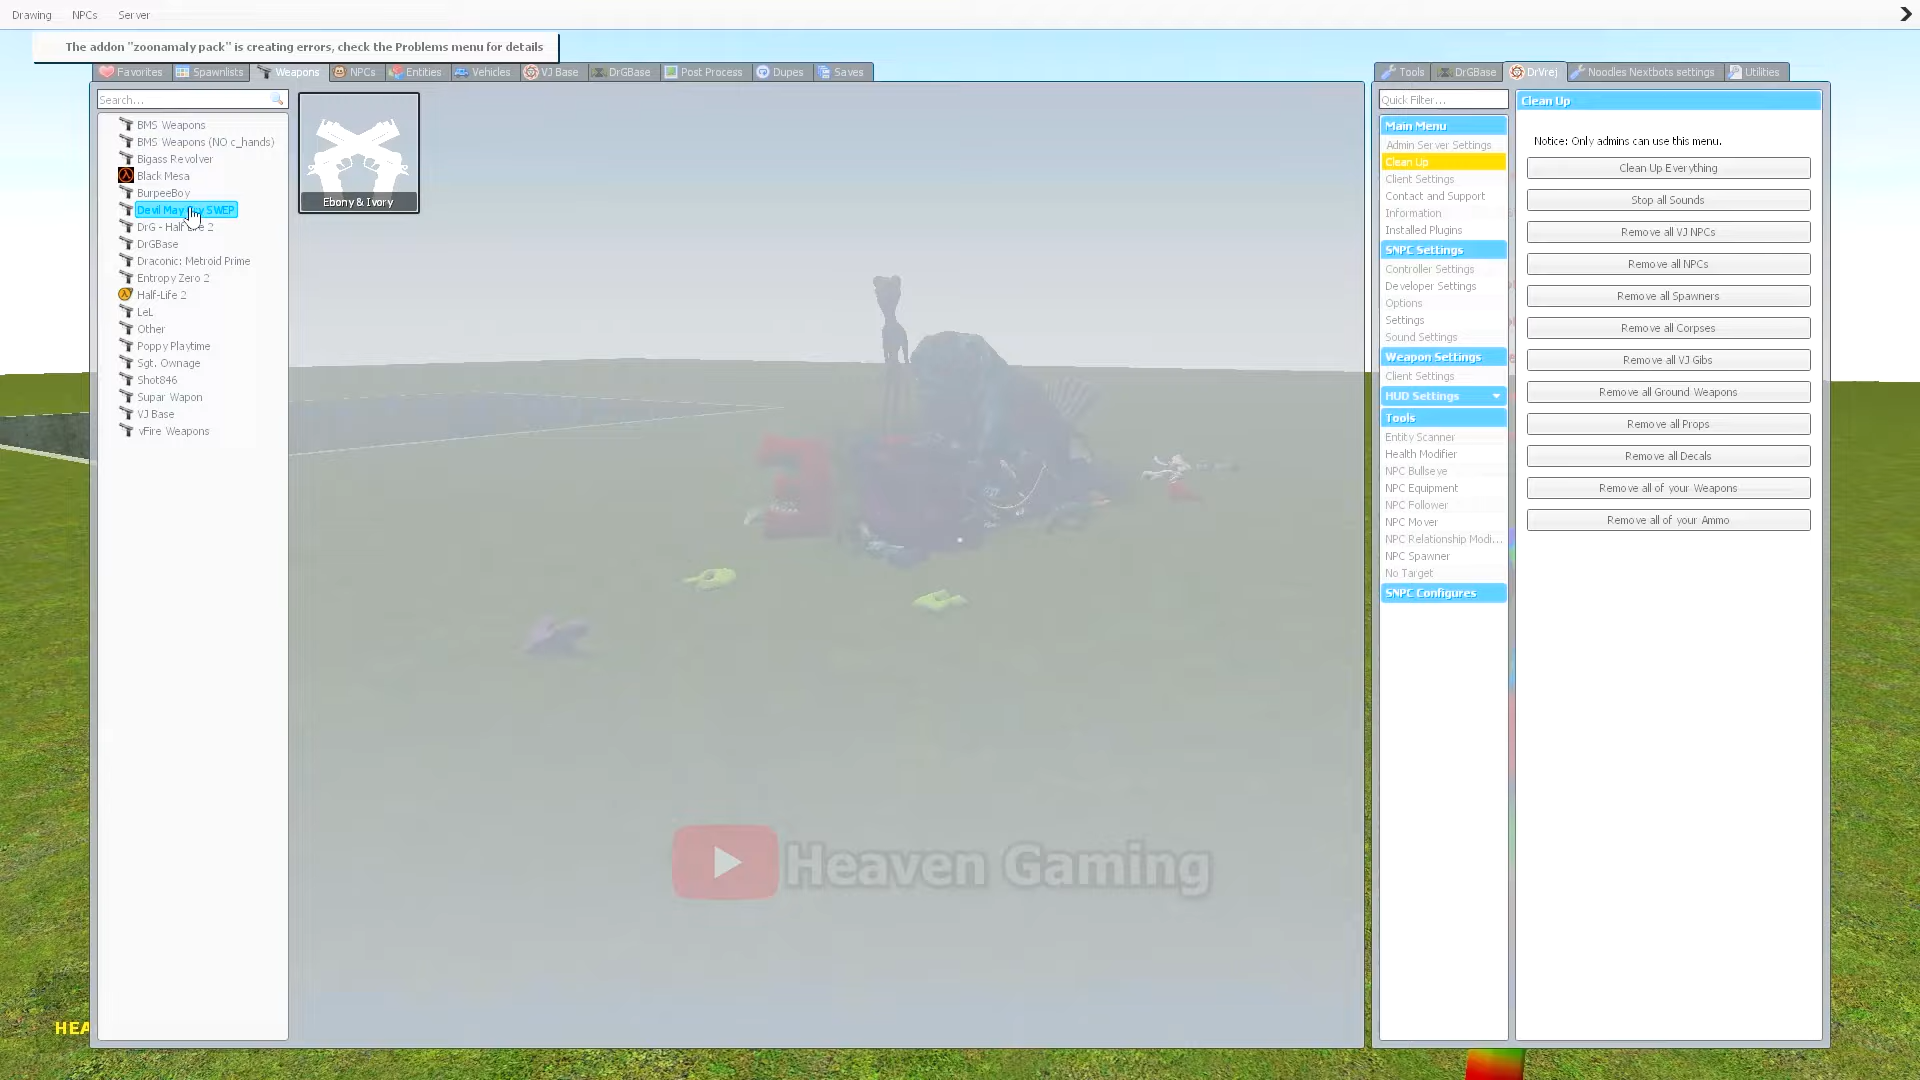 Drawing NPCs Server
The addon "zoonamaly pack" is creating errors, check the Problems menu for details
Favorites Spawnlists Weapons NPCs Entities Vehicles VJ Base DrGBase Post Process Dupes Saves
Search...
BMS Weapons
BMS Weapons (NO c_hands)
Bigass Revolver
Black Mesa
BurpeeBoy
Devil May Cry SWEP
DrG - Half-Life 2
DrGBase
Draconic: Metroid Prime
Entropy Zero 2
Half-Life 2
LeL
Other
Poppy Playtime
Sgt. Ownage
Shot846
Supar Wapon
VJ Base
vFire Weapons
Ebony & Ivory
Heaven Gaming
HEA
Tools DrGBase DrVrej Noodles Nextbots settings Utilities
Quick Filter...
Main Menu
Admin Server Settings
Clean Up
Client Settings
Contact and Support
Information
Installed Plugins
SNPC Settings
Controller Settings
Developer Settings
Options
Settings
Sound Settings
Weapon Settings
Client Settings
HUD Settings
Tools
Entity Scanner
Health Modifier
NPC Bullseye
NPC Equipment
NPC Follower
NPC Mover
NPC Relationship Modi...
NPC Spawner
No Target
SNPC Configures
Clean Up
Notice: Only admins can use this menu.
Clean Up Everything
Stop all Sounds
Remove all VJ NPCs
Remove all NPCs
Remove all Spawners
Remove all Corpses
Remove all VJ Gibs
Remove all Ground Weapons
Remove all Props
Remove all Decals
Remove all of your Weapons
Remove all of your Ammo